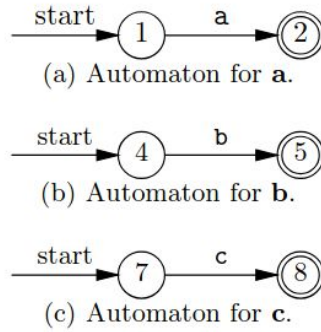 start 1 a 2
(a) Automaton for a.
start 4 b 5
(b) Automaton for b.
start 7 c 8
(c) Automaton for c.